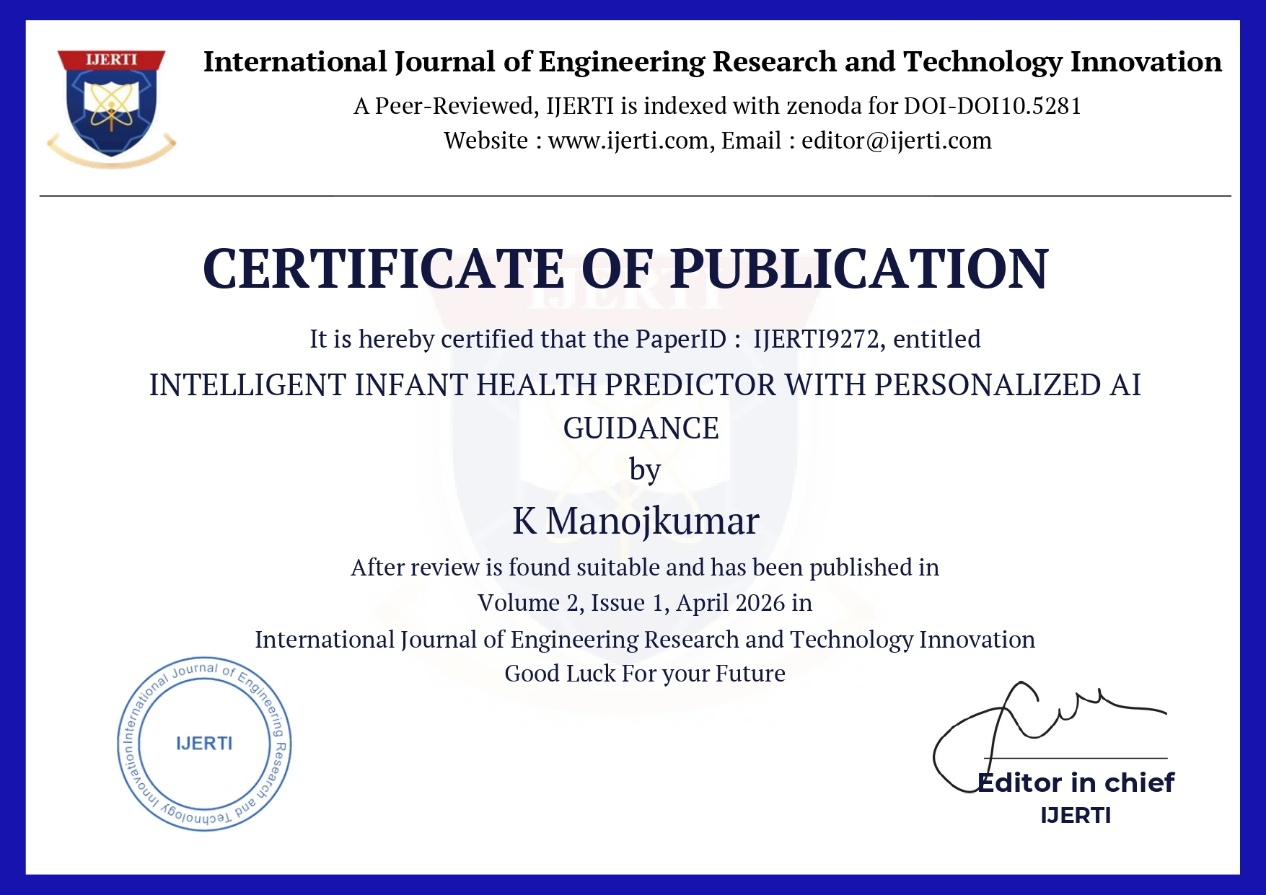 IJERTI
International Journal of Engineering Research and Technology Innovation
A Peer-Reviewed, IJERTI is indexed with zenoda for DOI-DOI10.5281
Website : www.ijerti.com, Email : editor@ijerti.com
CERTIFICATE OF PUBLICATION
IJERTI
It is hereby certified that the PaperID :  IJERTI9272, entitled
INTELLIGENT INFANT HEALTH PREDICTOR WITH PERSONALIZED AI
GUIDANCE
by
K Manojkumar
After review is found suitable and has been published in
Volume 2, Issue 1, April 2026 in
International Journal of Engineering Research and Technology Innovation
Good Luck For your Future
International Journal of Engineering Research and Technology Innovation
IJERTI
Editor in chief
IJERTI